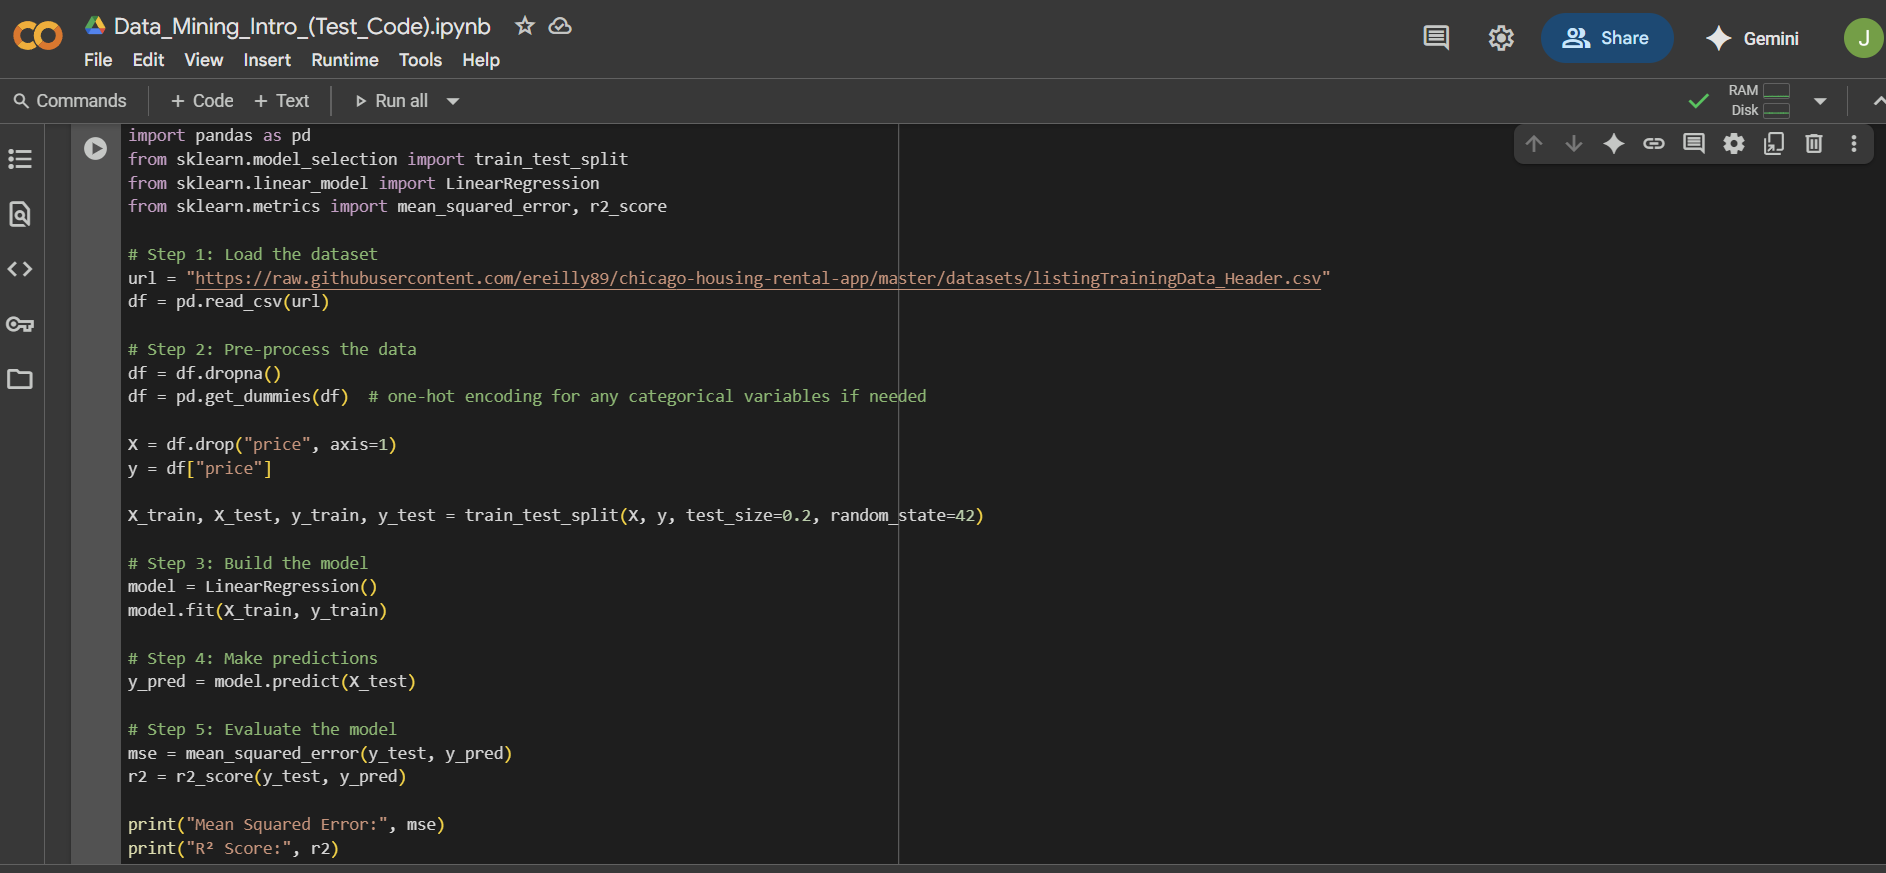 Data_Mining_Intro_(Test_Code).ipynb
File Edit View Insert Runtime Tools Help
Share
Gemini
J
Commands + Code + Text Run all
RAM
Disk
import pandas as pd
from sklearn.model_selection import train_test_split
from sklearn.linear_model import LinearRegression
from sklearn.metrics import mean_squared_error, r2_score
# Step 1: Load the dataset
url = "https://raw.githubusercontent.com/ereilly89/chicago-housing-rental-app/master/datasets/listingTrainingData_Header.csv"
df = pd.read_csv(url)
# Step 2: Pre-process the data
df = df.dropna()
df = pd.get_dummies(df)  # one-hot encoding for any categorical variables if needed
X = df.drop("price", axis=1)
y = df["price"]
X_train, X_test, y_train, y_test = train_test_split(X, y, test_size=0.2, random_state=42)
# Step 3: Build the model
model = LinearRegression()
model.fit(X_train, y_train)
# Step 4: Make predictions
y_pred = model.predict(X_test)
# Step 5: Evaluate the model
mse = mean_squared_error(y_test, y_pred)
r2 = r2_score(y_test, y_pred)
print("Mean Squared Error:", mse)
print("R² Score:", r2)